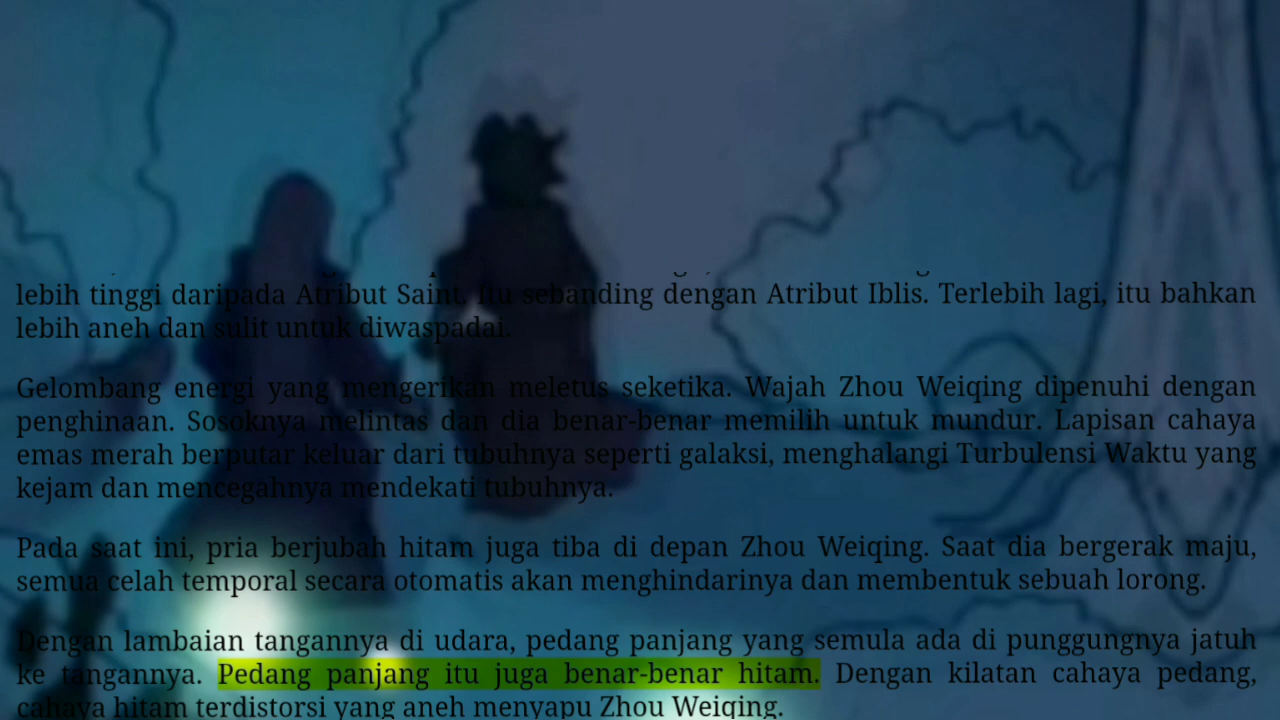 lebih tinggi daripada Atribut Saint. Itu sebanding dengan Atribut Iblis. Terlebih lagi, itu bahkan
lebih aneh dan sulit untuk diwaspadai.
Gelombang energi yang mengerikan meletus seketika. Wajah Zhou Weiqing dipenuhi dengan
penghinaan. Sosoknya melintas dan dia benar-benar memilih untuk mundur. Lapisan cahaya
emas merah berputar keluar dari tubuhnya seperti galaksi, menghalangi Turbulensi Waktu yang
kejam dan mencegahnya mendekati tubuhnya.
Pada saat ini, pria berjubah hitam juga tiba di depan Zhou Weiqing. Saat dia bergerak maju,
semua celah temporal secara otomatis akan menghindarinya dan membentuk sebuah lorong.
Dengan lambaian tangannya di udara, pedang panjang yang semula ada di punggungnya jatuh
ke tangannya. Pedang panjang itu juga benar-benar hitam. Dengan kilatan cahaya pedang,
cahaya hitam terdistorsi yang aneh menyapu Zhou Weiqing.